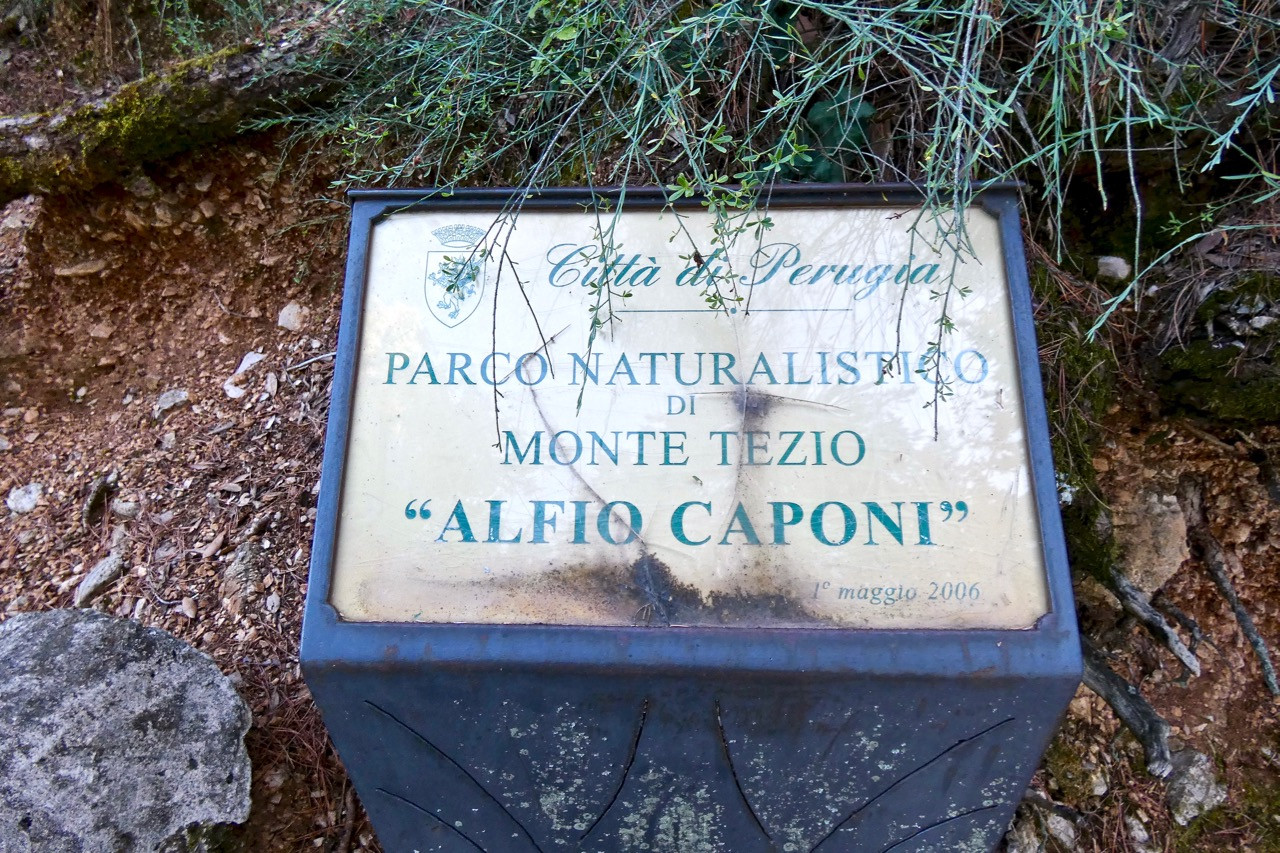 Città di Perugia
PARCO NATURALISTICO
DI
MONTE TEZIO
“ALFIO CAPONI”
1° maggio 2006